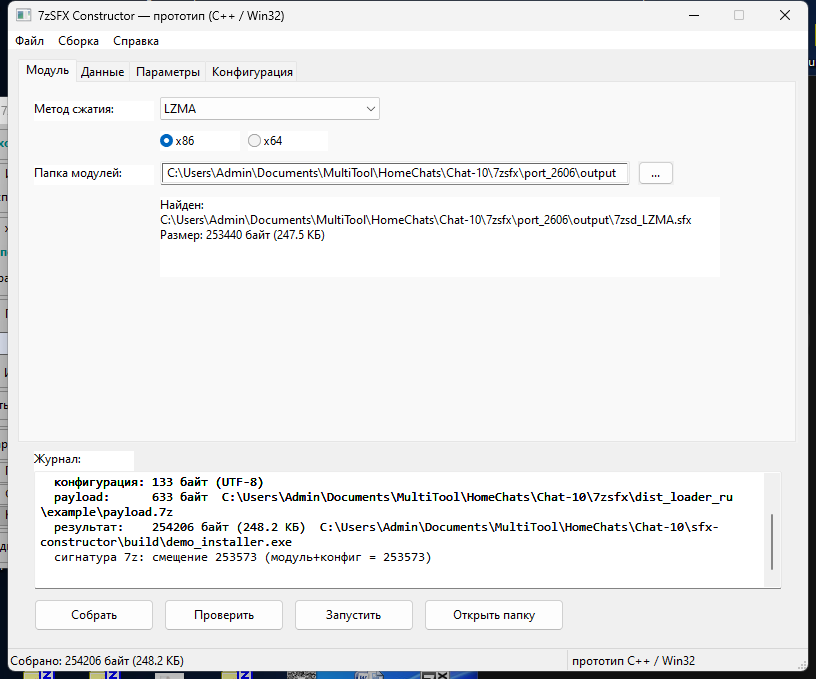 7zSFX Constructor — прототип (C++ / Win32)
Файл Сборка Справка
Модуль Данные Параметры Конфигурация
Метод сжатия: LZMA
x86 x64
Папка модулей: C:\Users\Admin\Documents\MultiTool\HomeChats\Chat-10\7zsfx\port_2606\output ...
Найден:
C:\Users\Admin\Documents\MultiTool\HomeChats\Chat-10\7zsfx\port_2606\output\7zsd_LZMA.sfx
Размер: 253440 байт (247.5 КБ)
Журнал:
конфигурация: 133 байт (UTF-8)
payload: 633 байт C:\Users\Admin\Documents\MultiTool\HomeChats\Chat-10\7zsfx\dist_loader_ru
\example\payload.7z
результат: 254206 байт (248.2 КБ) C:\Users\Admin\Documents\MultiTool\HomeChats\Chat-10\sfx-
constructor\build\demo_installer.exe
сигнатура 7z: смещение 253573 (модуль+конфиг = 253573)
Собрать Проверить Запустить Открыть папку
Собрано: 254206 байт (248.2 КБ) прототип C++ / Win32